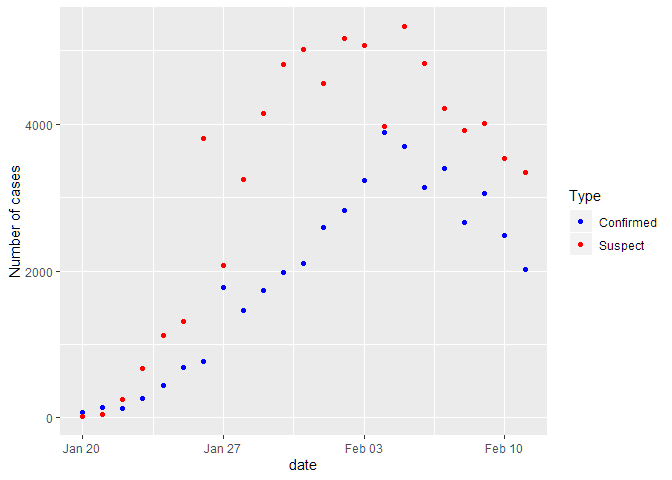 Number of cases
4000
2000
0
Jan 20 Jan 27 Feb 03 Feb 10
date
Type
Confirmed
Suspect